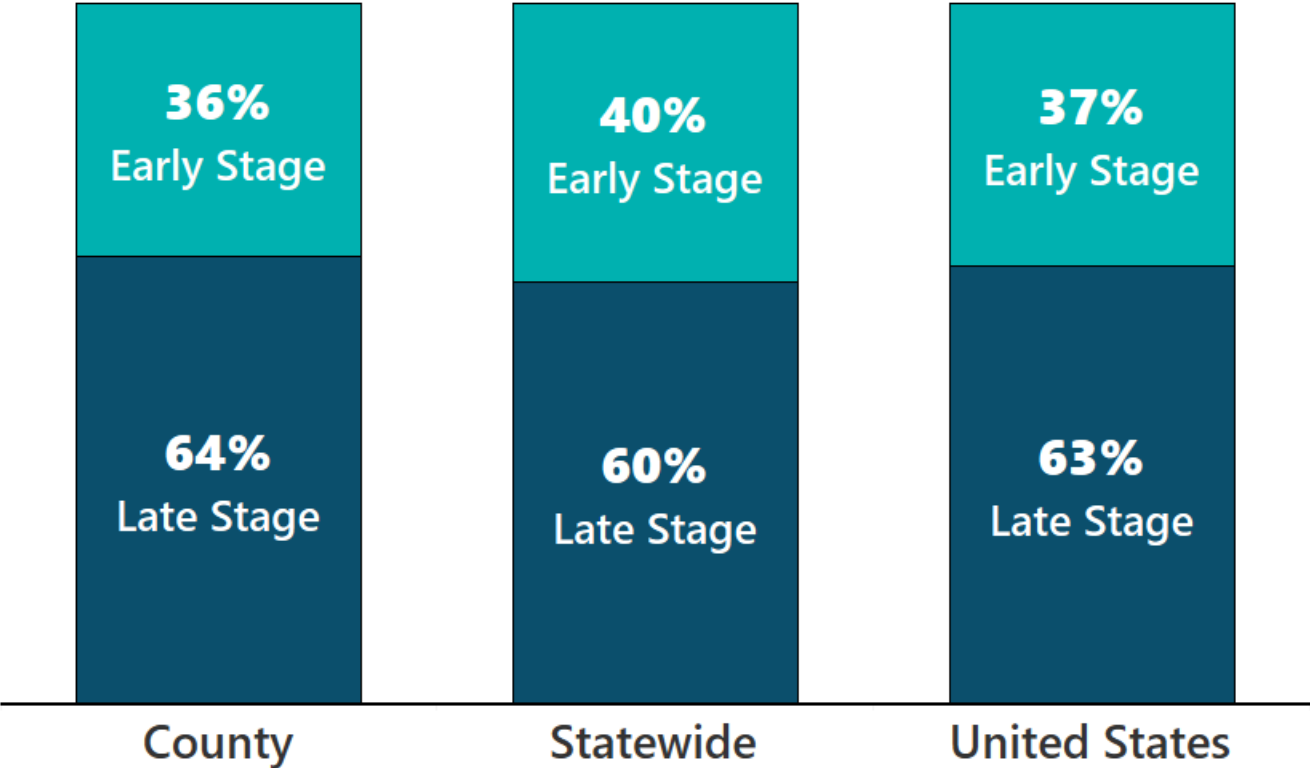 36%
Early Stage
64%
Late Stage
County
40%
Early Stage
60%
Late Stage
Statewide
37%
Early Stage
63%
Late Stage
United States